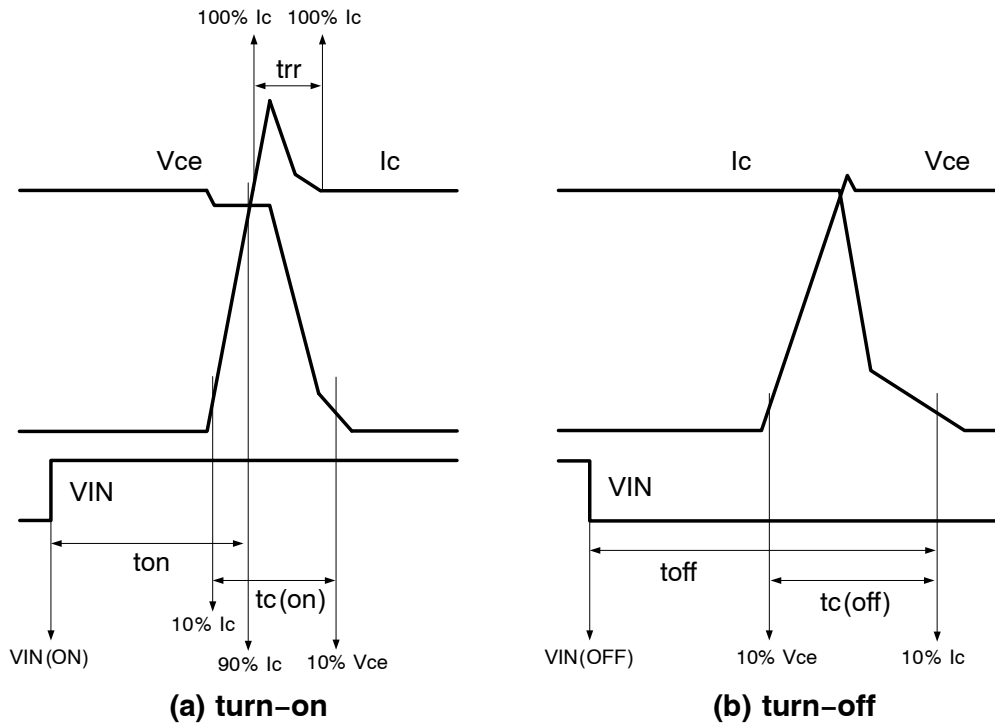 100% Ic 100% Ic
trr
Vce Ic
Ic Vce
VIN
VIN
ton
toff
tc(on)
tc(off)
10% Ic
VIN(ON)
90% Ic
10% Vce
VIN(OFF)
10% Vce
10% Ic
(a) turn−on
(b) turn−off